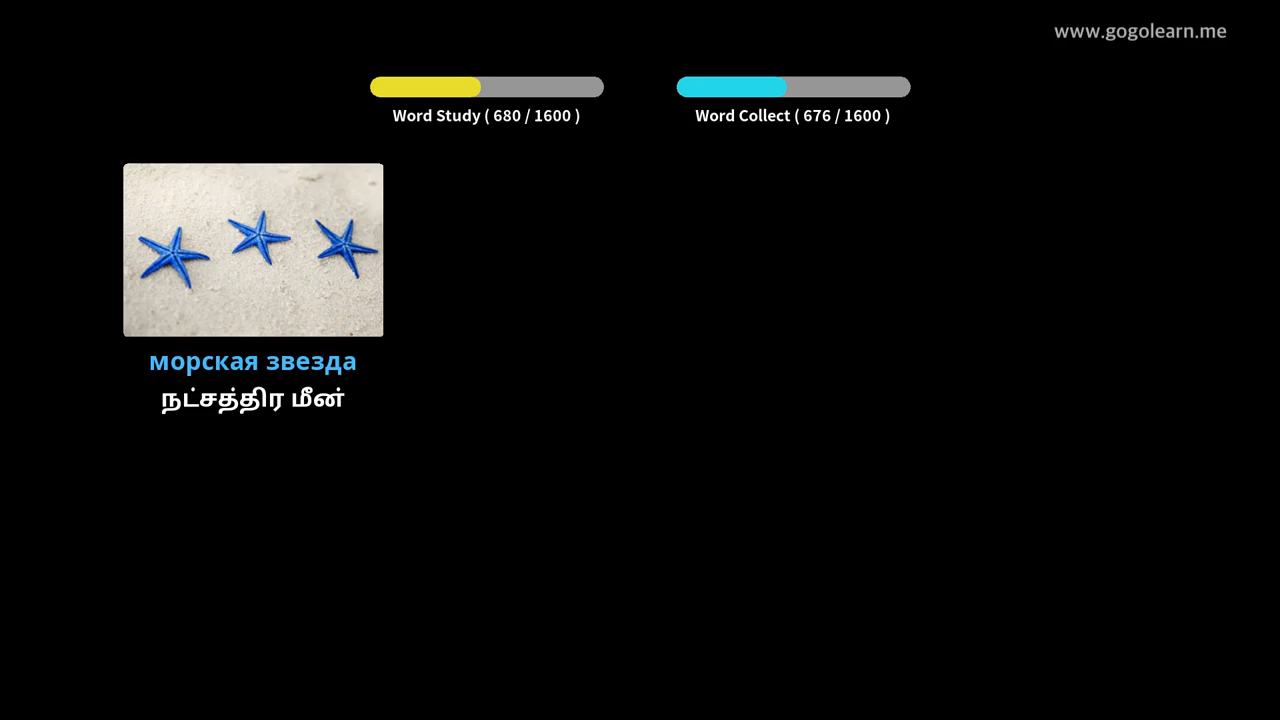 www.gogolearn.me
Word Study ( 680 / 1600 )
Word Collect ( 676 / 1600 )
морская звезда
நட்சத்திர மீன்